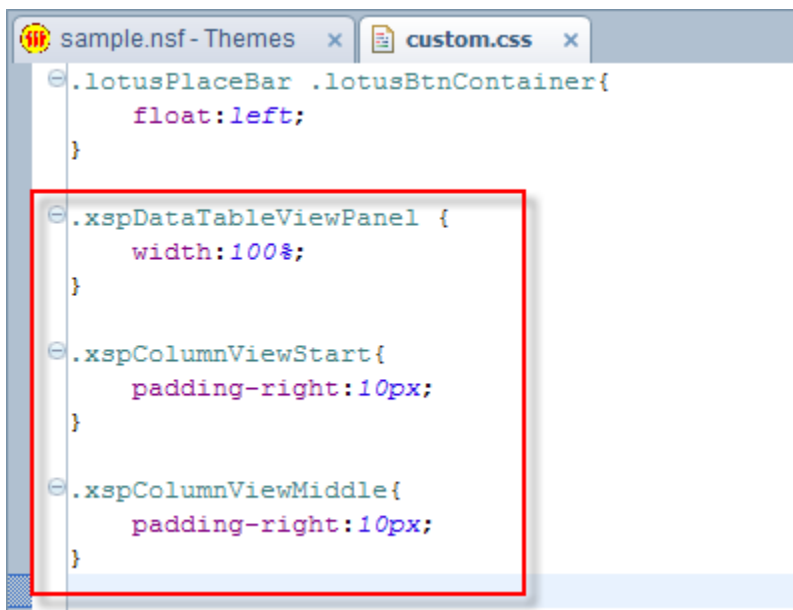 sample.nsf - Themes
custom.css
.lotusPlaceBar .lotusBtnContainer{
    float:left;
}
.xspDataTableViewPanel {
    width:100%;
}
.xspColumnViewStart{
    padding-right:10px;
}
.xspColumnViewMiddle{
    padding-right:10px;
}